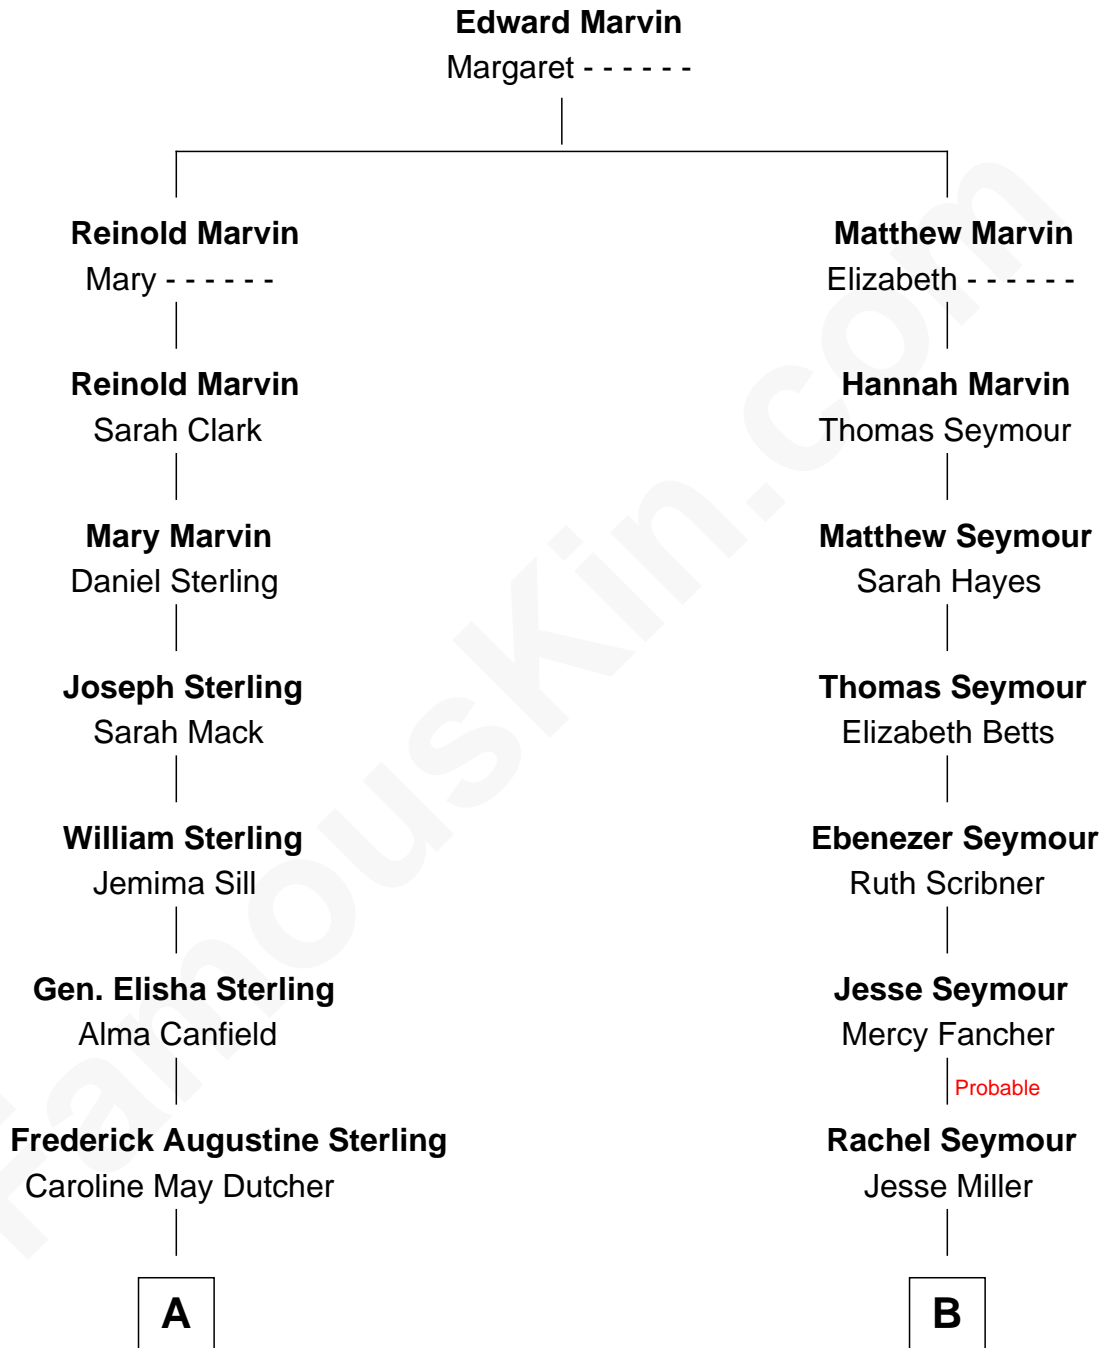 Edward Marvin
Margaret - - - - - -
Reinold Marvin
Mary - - - - - -
Matthew Marvin
Elizabeth - - - - - -
Reinold Marvin
Sarah Clark
Hannah Marvin
Thomas Seymour
Mary Marvin
Daniel Sterling
Matthew Seymour
Sarah Hayes
Joseph Sterling
Sarah Mack
Thomas Seymour
Elizabeth Betts
William Sterling
Jemima Sill
Ebenezer Seymour
Ruth Scribner
Gen. Elisha Sterling
Alma Canfield
Jesse Seymour
Mercy Fancher
Probable
Frederick Augustine Sterling
Caroline May Dutcher
Rachel Seymour
Jesse Miller
A
B
FamousKin.com